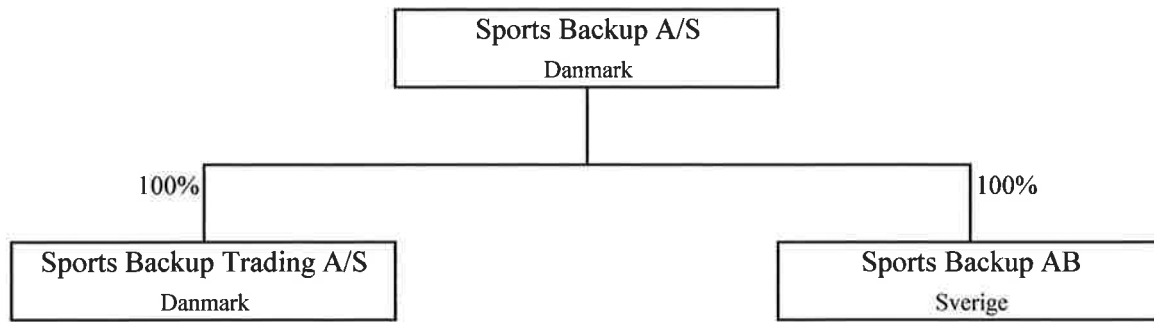 Sports Backup A/S
Danmark
100%
100%
Sports Backup Trading A/S
Danmark
Sports Backup AB
Sverige